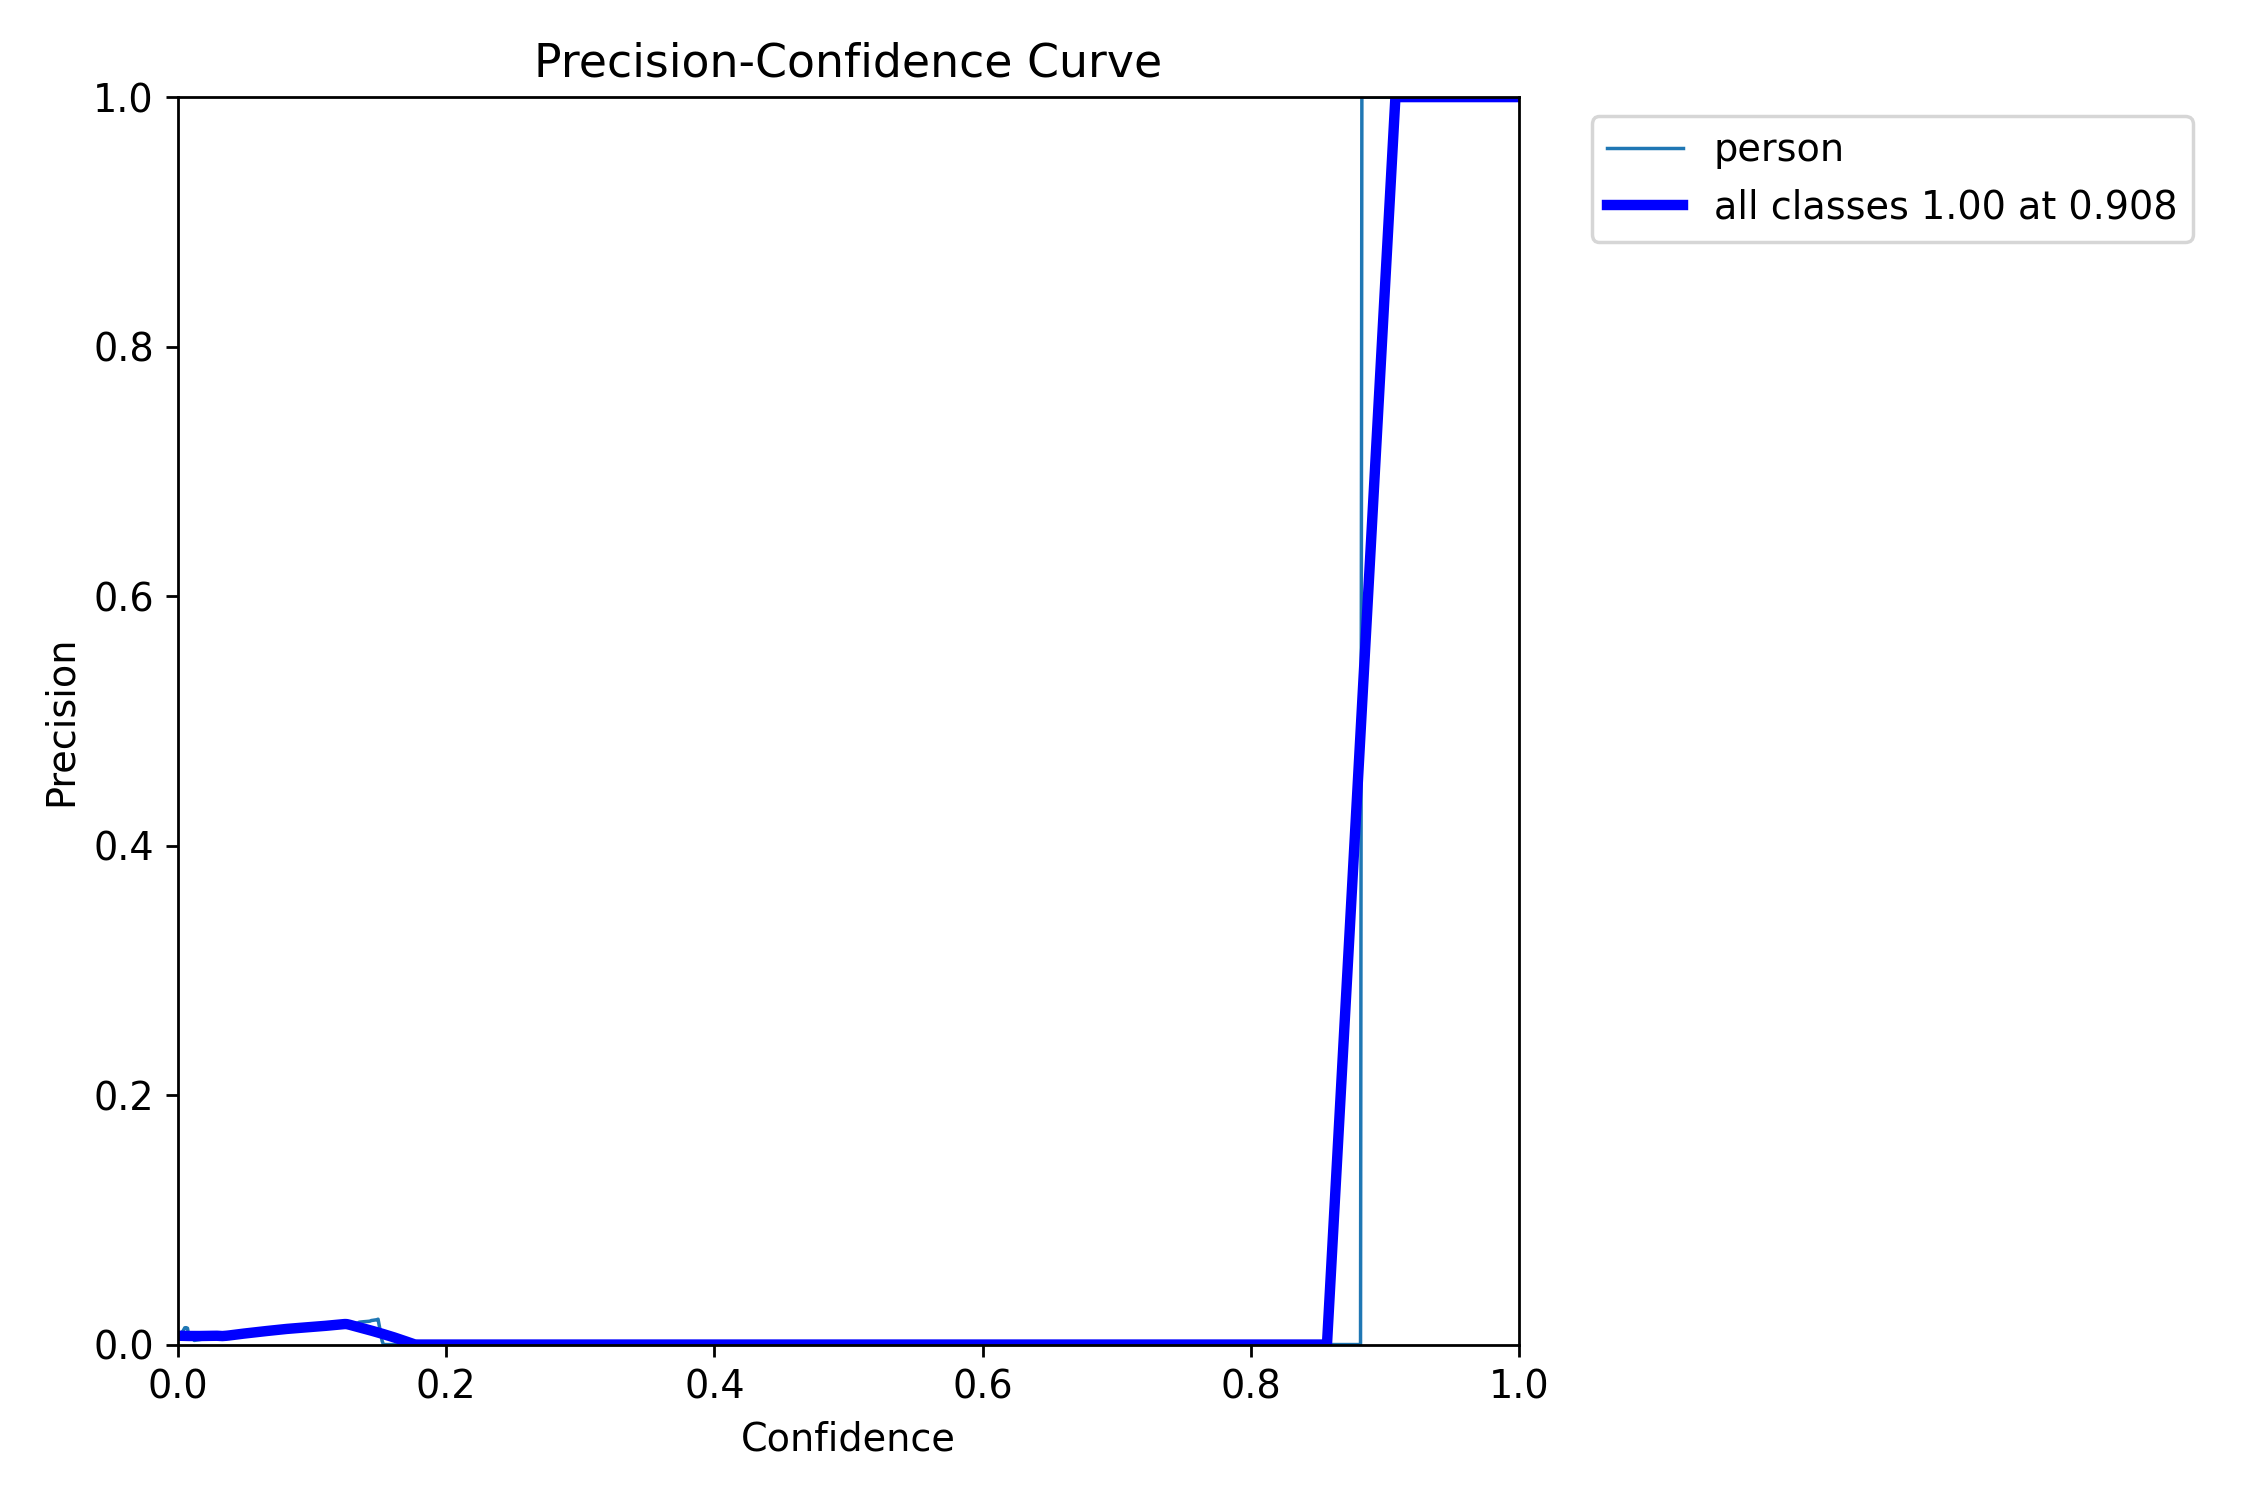 Precision-Confidence Curve
1.0
0.8
0.6
0.4
0.2
0.0
Precision
0.0 0.2 0.4 0.6 0.8 1.0
Confidence
person
all classes 1.00 at 0.908